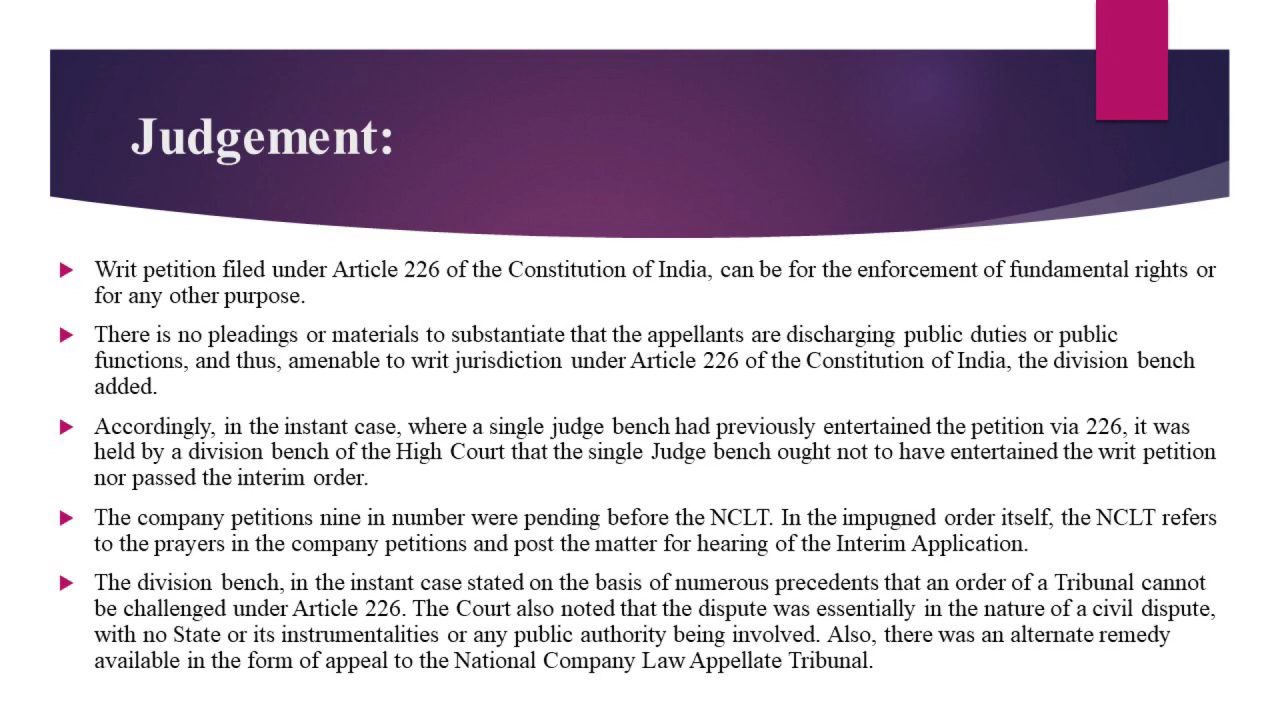 Judgement:
Writ petition filed under Article 226 of the Constitution of India, can be for the enforcement of fundamental rights or
for any other purpose.
There is no pleadings or materials to substantiate that the appellants are discharging public duties or public
functions, and thus, amenable to writ jurisdiction under Article 226 of the Constitution of India, the division bench
added.
Accordingly, in the instant case, where a single judge bench had previously entertained the petition via 226, it was
held by a division bench of the High Court that the single Judge bench ought not to have entertained the writ petition
nor passed the interim order.
The company petitions nine in number were pending before the NCLT. In the impugned order itself, the NCLT refers
to the prayers in the company petitions and post the matter for hearing of the Interim Application.
The division bench, in the instant case stated on the basis of numerous precedents that an order of a Tribunal cannot
be challenged under Article 226. The Court also noted that the dispute was essentially in the nature of a civil dispute,
with no State or its instrumentalities or any public authority being involved. Also, there was an alternate remedy
available in the form of appeal to the National Company Law Appellate Tribunal.